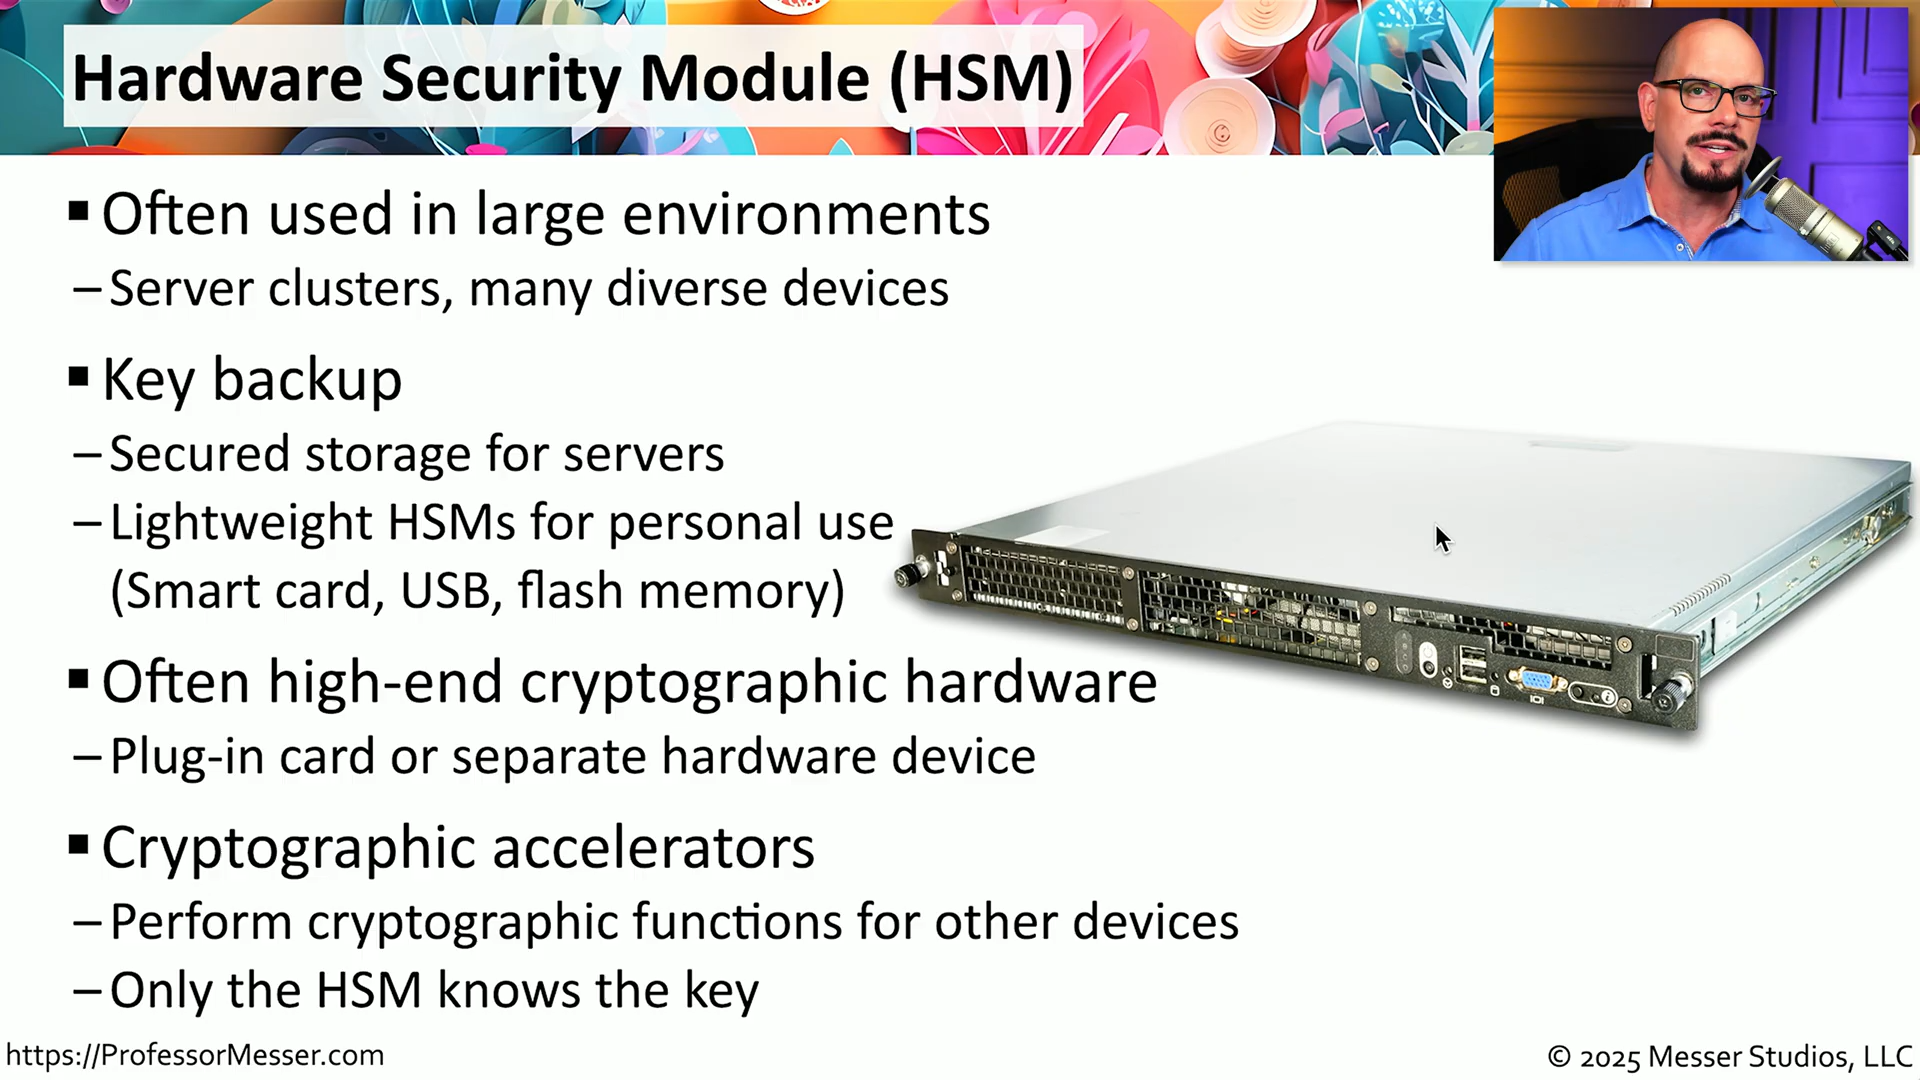 Hardware Security Module (HSM)
▪ Often used in large environments
– Server clusters, many diverse devices
▪ Key backup
– Secured storage for servers
– Lightweight HSMs for personal use
(Smart card, USB, flash memory)
▪ Often high-end cryptographic hardware
– Plug-in card or separate hardware device
▪ Cryptographic accelerators
– Perform cryptographic functions for other devices
– Only the HSM knows the key
https://ProfessorMesser.com
© 2025 Messer Studios, LLC